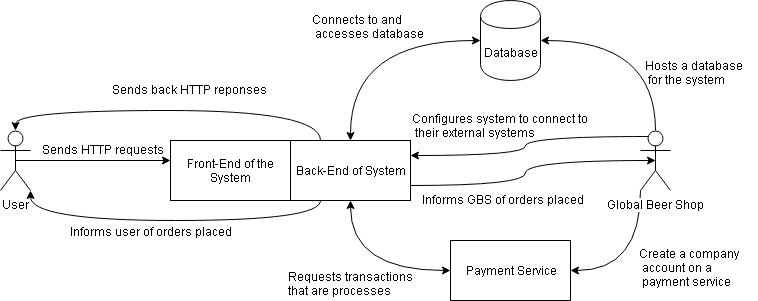 Connects to and
accesses database
Database
Hosts a database
for the system
Sends back HTTP reponses
Configures system to connect to
their external systems
Sends HTTP requests
Front-End of the
System
Back-End of System
User
Informs GBS of orders placed
Global Beer Shop
Informs user of orders placed
Requests transactions
that are processes
Payment Service
Create a company
account on a
payment service